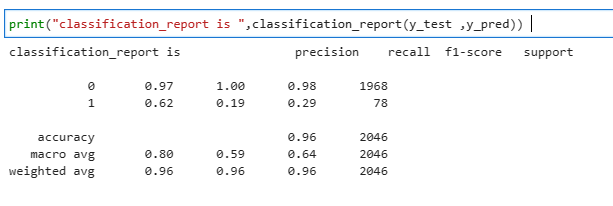 print("classification_report is ",classification_report(y_test ,y_pred))
classification_report is                precision    recall  f1-score   support

           0       0.97      1.00      0.98      1968
           1       0.62      0.19      0.29        78

    accuracy                           0.96      2046
   macro avg       0.80      0.59      0.64      2046
weighted avg       0.96      0.96      0.96      2046